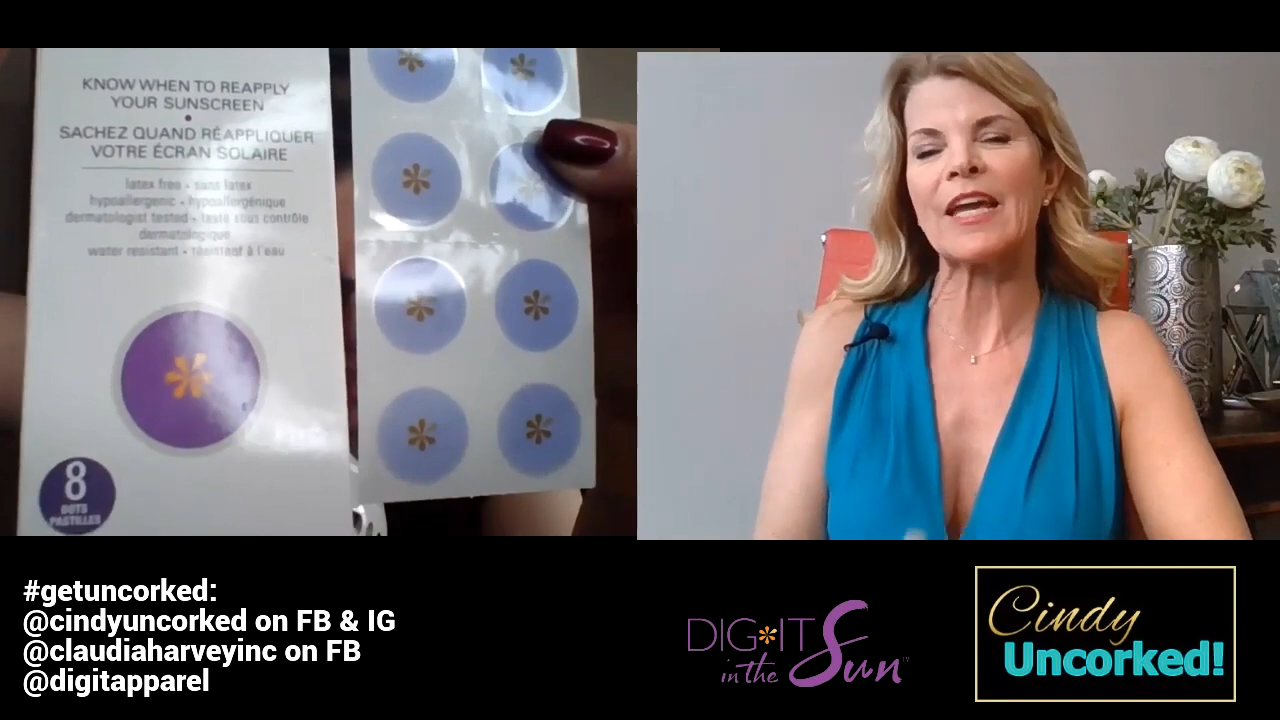 KNOW WHEN TO REAPPLY
YOUR SUNSCREEN
•
SACHEZ QUAND RÉAPPLIQUER
VOTRE ÉCRAN SOLAIRE
latex free • sans latex
hypoallergenic • hypoallergénique
dermatologist tested • testé sous contrôle
dermatologique
water resistant • résistant à l'eau
8
DOTS
PASTILLES
#getuncorked:
@cindyuncorked on FB & IG
@claudiaharveyinc on FB
@digitapparel
DIG*IT
in the Sun™
Cindy
Uncorked!